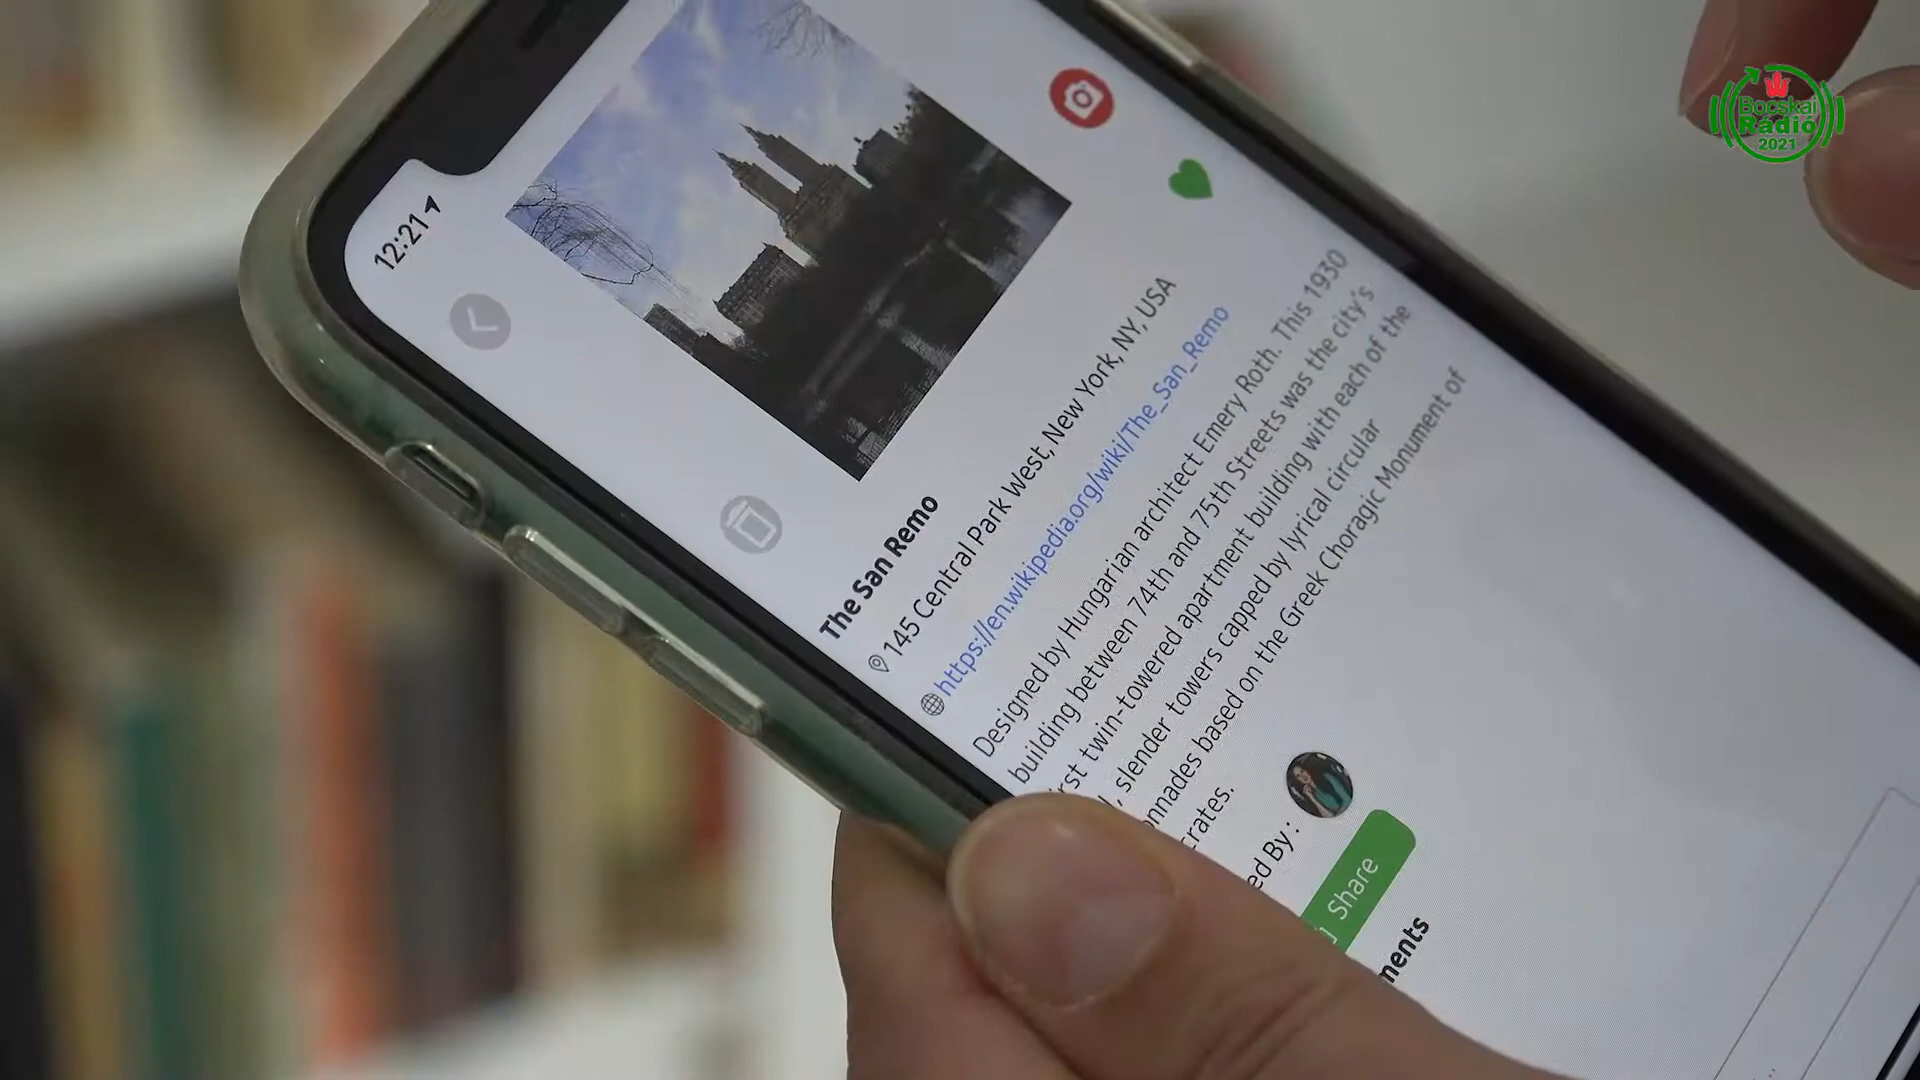 Bocskai
Rádió
2021
12:21
The San Remo
145 Central Park West, New York, NY, USA
https://en.wikipedia.org/wiki/The_San_Remo
Designed by Hungarian architect Emery Roth. This 1930
building between 74th and 75th Streets was the city's
rst twin-towered apartment building with each of the
, slender towers capped by lyrical circular
onnades based on the Greek Choragic Monument of
crates.
ed By :
Share
ments